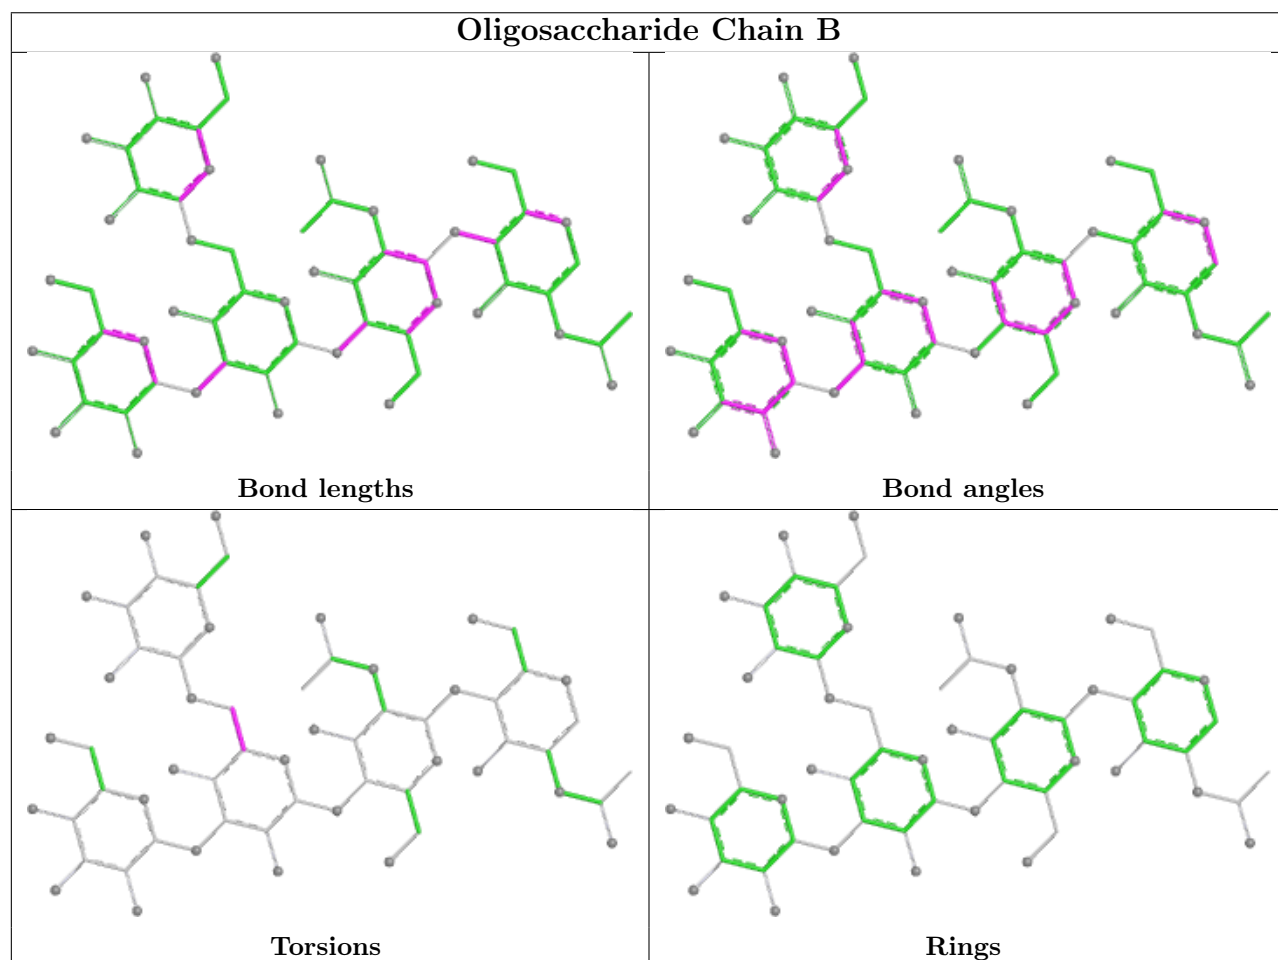 Oligosaccharide Chain B
Bond lengths
Bond angles
Torsions
Rings